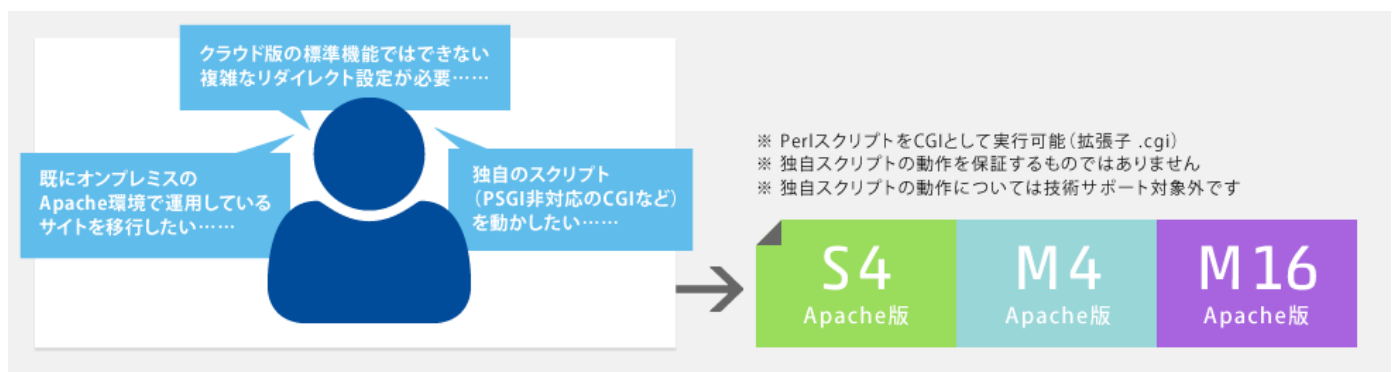 クラウド版の標準機能ではできない
複雑なリダイレクト設定が必要……
既にオンプレミスの
Apache環境で運用している
サイトを移行したい……
独自のスクリプト
（PSGI非対応のCGIなど）
を動かしたい……
※ PerlスクリプトをCGIとして実行可能（拡張子 .cgi）
※ 独自スクリプトの動作を保証するものではありません
※ 独自スクリプトの動作については技術サポート対象外です
S4
Apache版
M4
Apache版
M16
Apache版